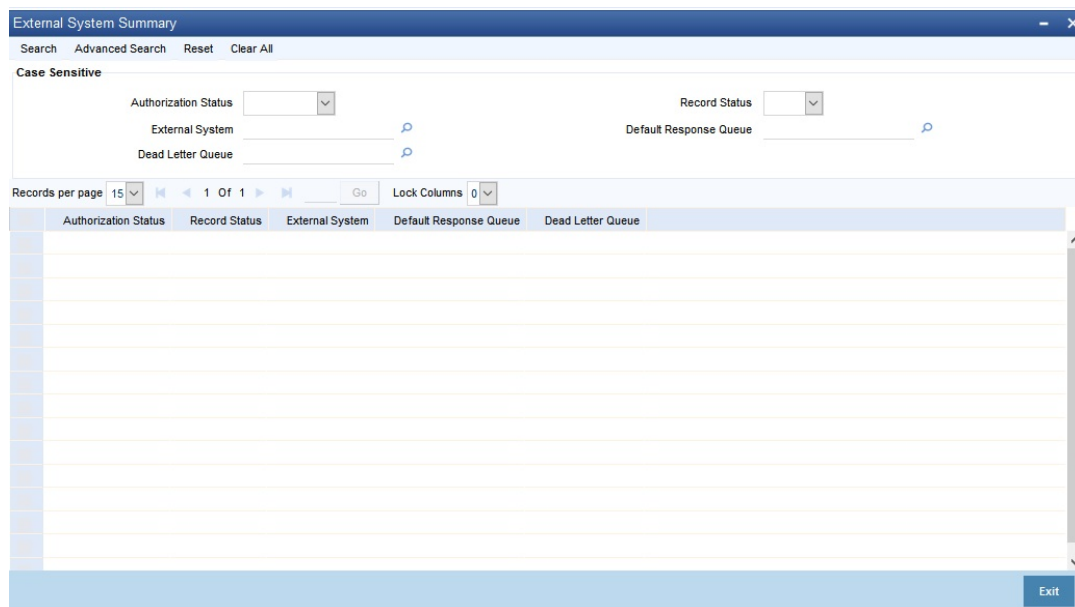 External System Summary
Search Advanced Search Reset Clear All
Case Sensitive
Authorization Status Record Status
External System Default Response Queue
Dead Letter Queue
Records per page 15 1 Of 1 Go Lock Columns 0
Authorization Status Record Status External System Default Response Queue Dead Letter Queue
Exit